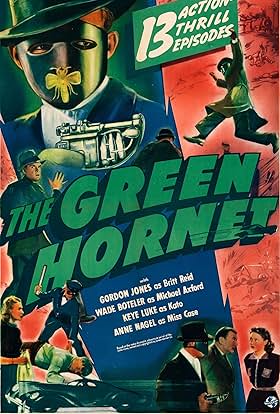 13 ACTION-
THRILL
EPISODES
THE GREEN
HORNET
with
GORDON JONES as Britt Reid
WADE BOTELER as Michael Axford
KEYE LUKE as Kato
ANNE NAGEL as Miss Case